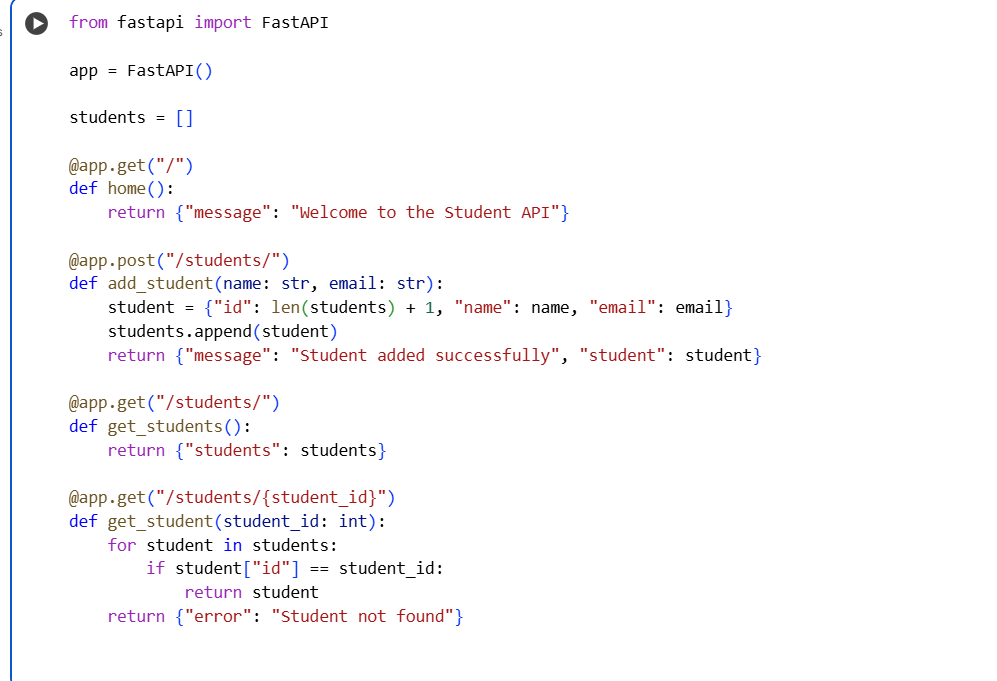 from fastapi import FastAPI
app = FastAPI()
students = []
@app.get("/")
def home():
    return {"message": "Welcome to the Student API"}
@app.post("/students/")
def add_student(name: str, email: str):
    student = {"id": len(students) + 1, "name": name, "email": email}
    students.append(student)
    return {"message": "Student added successfully", "student": student}
@app.get("/students/")
def get_students():
    return {"students": students}
@app.get("/students/{student_id}")
def get_student(student_id: int):
    for student in students:
        if student["id"] == student_id:
            return student
    return {"error": "Student not found"}